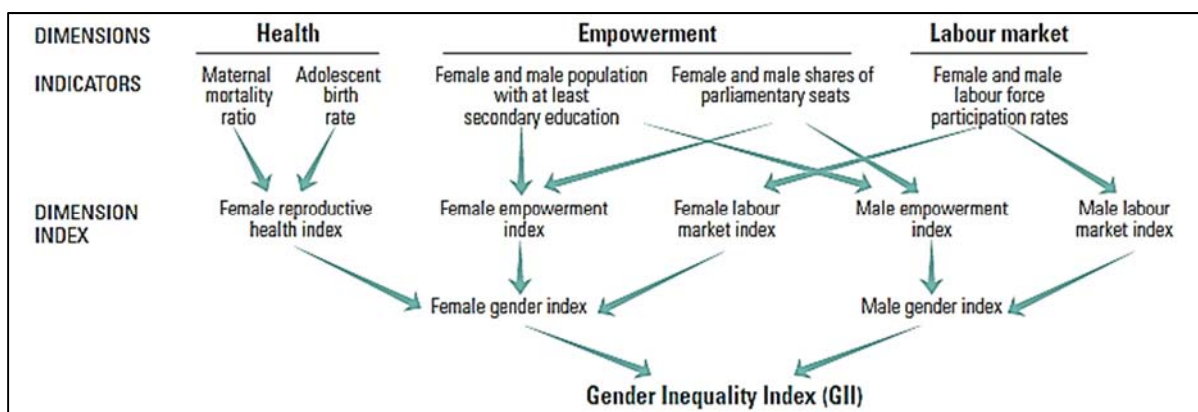 DIMENSIONS Health Empowerment Labour market
INDICATORS
Maternal
mortality
ratio
Adolescent
birth
rate
Female and male population
with at least
secondary education
Female and male shares of
parliamentary seats
Female and male
labour force
participation rates
DIMENSION
INDEX
Female reproductive
health index
Female empowerment
index
Female labour
market index
Male empowerment
index
Male labour
market index
Female gender index
Male gender index
Gender Inequality Index (GII)